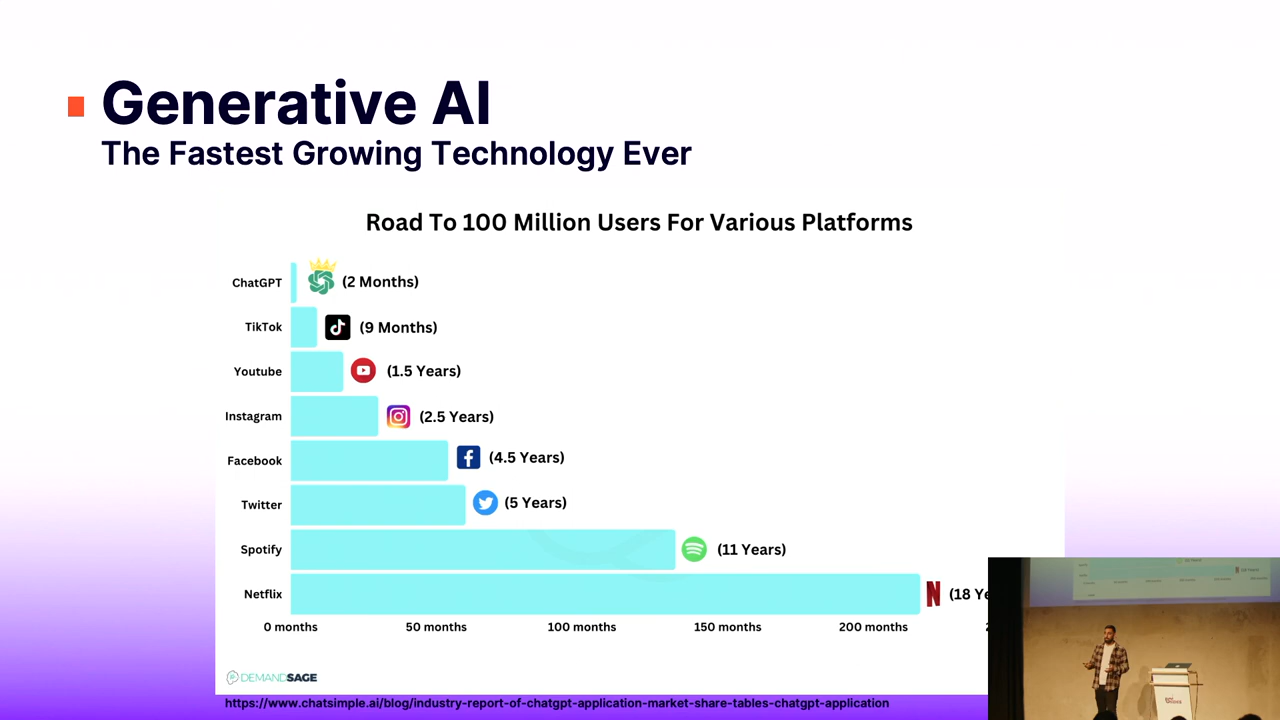 Generative AI
The Fastest Growing Technology Ever
Road To 100 Million Users For Various Platforms
ChatGPT (2 Months)
TikTok (9 Months)
Youtube (1.5 Years)
Instagram (2.5 Years)
Facebook (4.5 Years)
Twitter (5 Years)
Spotify (11 Years)
Netflix N (18 Ye
0 months 50 months 100 months 150 months 200 months 2
DEMANDSAGE
https://www.chatsimple.ai/blog/industry-report-of-chatgpt-application-market-share-tables-chatgpt-application